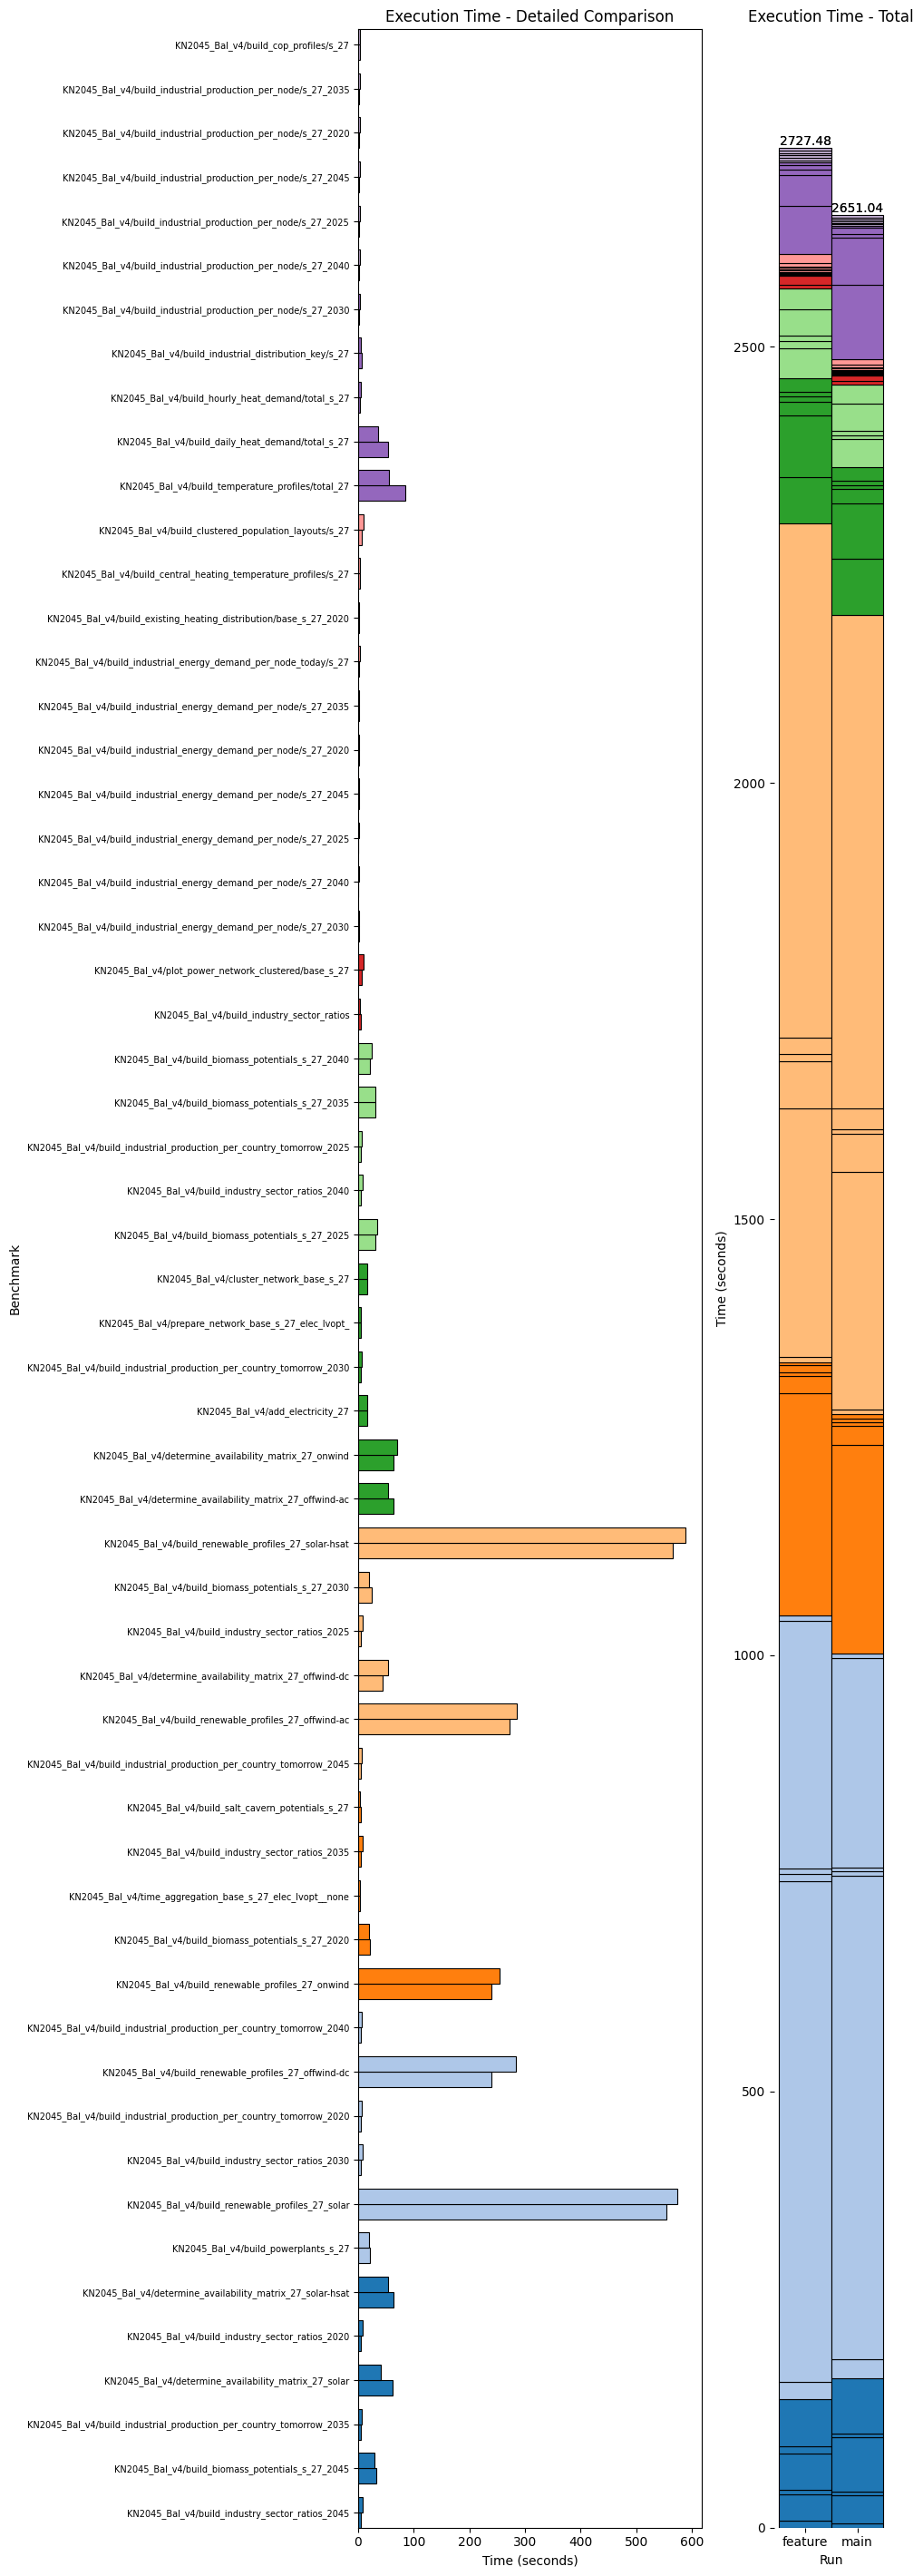 Execution Time - Detailed Comparison
Execution Time - Total
KN2045_Bal_v4/build_cop_profiles/s_27
KN2045_Bal_v4/build_industrial_production_per_node/s_27_2035
KN2045_Bal_v4/build_industrial_production_per_node/s_27_2020
KN2045_Bal_v4/build_industrial_production_per_node/s_27_2045
KN2045_Bal_v4/build_industrial_production_per_node/s_27_2025
KN2045_Bal_v4/build_industrial_production_per_node/s_27_2040
KN2045_Bal_v4/build_industrial_production_per_node/s_27_2030
KN2045_Bal_v4/build_industrial_distribution_key/s_27
KN2045_Bal_v4/build_hourly_heat_demand/total_s_27
KN2045_Bal_v4/build_daily_heat_demand/total_s_27
KN2045_Bal_v4/build_temperature_profiles/total_27
KN2045_Bal_v4/build_clustered_population_layouts/s_27
KN2045_Bal_v4/build_central_heating_temperature_profiles/s_27
KN2045_Bal_v4/build_existing_heating_distribution/base_s_27_2020
KN2045_Bal_v4/build_industrial_energy_demand_per_node_today/s_27
KN2045_Bal_v4/build_industrial_energy_demand_per_node/s_27_2035
KN2045_Bal_v4/build_industrial_energy_demand_per_node/s_27_2020
KN2045_Bal_v4/build_industrial_energy_demand_per_node/s_27_2045
KN2045_Bal_v4/build_industrial_energy_demand_per_node/s_27_2025
KN2045_Bal_v4/build_industrial_energy_demand_per_node/s_27_2040
KN2045_Bal_v4/build_industrial_energy_demand_per_node/s_27_2030
KN2045_Bal_v4/plot_power_network_clustered/base_s_27
KN2045_Bal_v4/build_industry_sector_ratios
KN2045_Bal_v4/build_biomass_potentials_s_27_2040
KN2045_Bal_v4/build_biomass_potentials_s_27_2035
KN2045_Bal_v4/build_industrial_production_per_country_tomorrow_2025
KN2045_Bal_v4/build_industry_sector_ratios_2040
KN2045_Bal_v4/build_biomass_potentials_s_27_2025
KN2045_Bal_v4/cluster_network_base_s_27
KN2045_Bal_v4/prepare_network_base_s_27_elec_lvopt_
KN2045_Bal_v4/build_industrial_production_per_country_tomorrow_2030
KN2045_Bal_v4/add_electricity_27
KN2045_Bal_v4/determine_availability_matrix_27_onwind
KN2045_Bal_v4/determine_availability_matrix_27_offwind-ac
KN2045_Bal_v4/build_renewable_profiles_27_solar-hsat
KN2045_Bal_v4/build_biomass_potentials_s_27_2030
KN2045_Bal_v4/build_industry_sector_ratios_2025
KN2045_Bal_v4/determine_availability_matrix_27_offwind-dc
KN2045_Bal_v4/build_renewable_profiles_27_offwind-ac
KN2045_Bal_v4/build_industrial_production_per_country_tomorrow_2045
KN2045_Bal_v4/build_salt_cavern_potentials_s_27
KN2045_Bal_v4/build_industry_sector_ratios_2035
KN2045_Bal_v4/time_aggregation_base_s_27_elec_lvopt__none
KN2045_Bal_v4/build_biomass_potentials_s_27_2020
KN2045_Bal_v4/build_renewable_profiles_27_onwind
KN2045_Bal_v4/build_industrial_production_per_country_tomorrow_2040
KN2045_Bal_v4/build_renewable_profiles_27_offwind-dc
KN2045_Bal_v4/build_industrial_production_per_country_tomorrow_2020
KN2045_Bal_v4/build_industry_sector_ratios_2030
KN2045_Bal_v4/build_renewable_profiles_27_solar
KN2045_Bal_v4/build_powerplants_s_27
KN2045_Bal_v4/determine_availability_matrix_27_solar-hsat
KN2045_Bal_v4/build_industry_sector_ratios_2020
KN2045_Bal_v4/determine_availability_matrix_27_solar
KN2045_Bal_v4/build_industrial_production_per_country_tomorrow_2035
KN2045_Bal_v4/build_biomass_potentials_s_27_2045
KN2045_Bal_v4/build_industry_sector_ratios_2045
Benchmark
0 100 200 300 400 500 600
Time (seconds)
2727.48
2651.04
2500
2000
1500
1000
500
0
Time (seconds)
feature main
Run